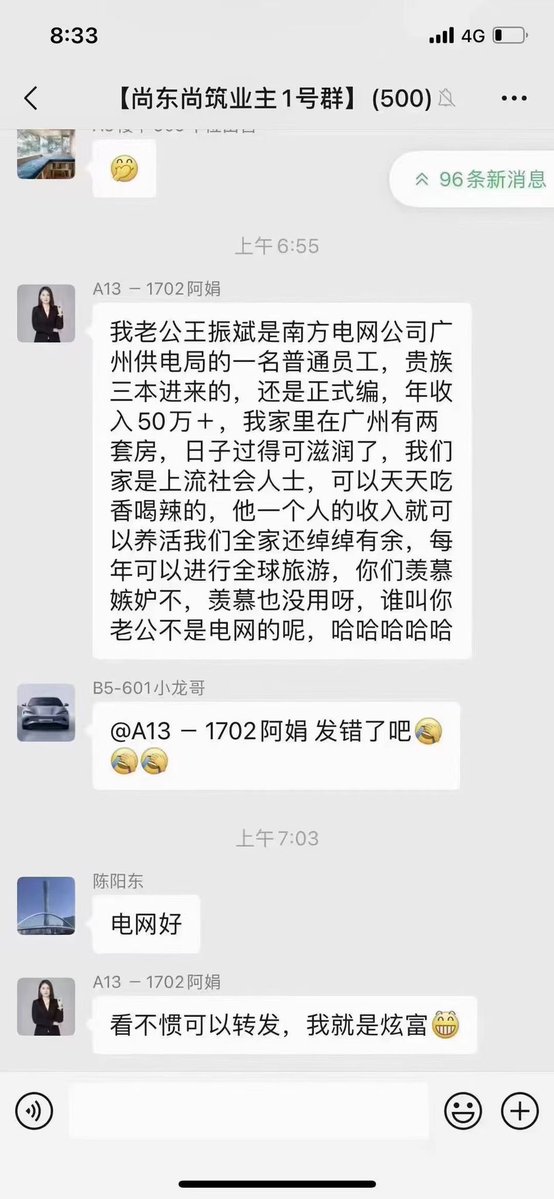 8:33
4G
【尚东尚筑业主1号群】(500)
96条新消息
上午 6:55
A13 －1702阿娟
我老公王振斌是南方电网公司广
州供电局的一名普通员工，贵族
三本进来的，还是正式编，年收
入50万＋，我家里在广州有两
套房，日子过得可滋润了，我们
家是上流社会人士，可以天天吃
香喝辣的，他一个人的收入就可
以养活我们全家还绰绰有余，每
年可以进行全球旅游，你们羡慕
嫉妒不，羡慕也没用呀，谁叫你
老公不是电网的呢，哈哈哈哈哈
B5-601小龙哥
@A13 －1702阿娟 发错了吧🤦
🤦🤦
上午 7:03
陈阳东
电网好
A13 －1702阿娟
看不惯可以转发，我就是炫富😁